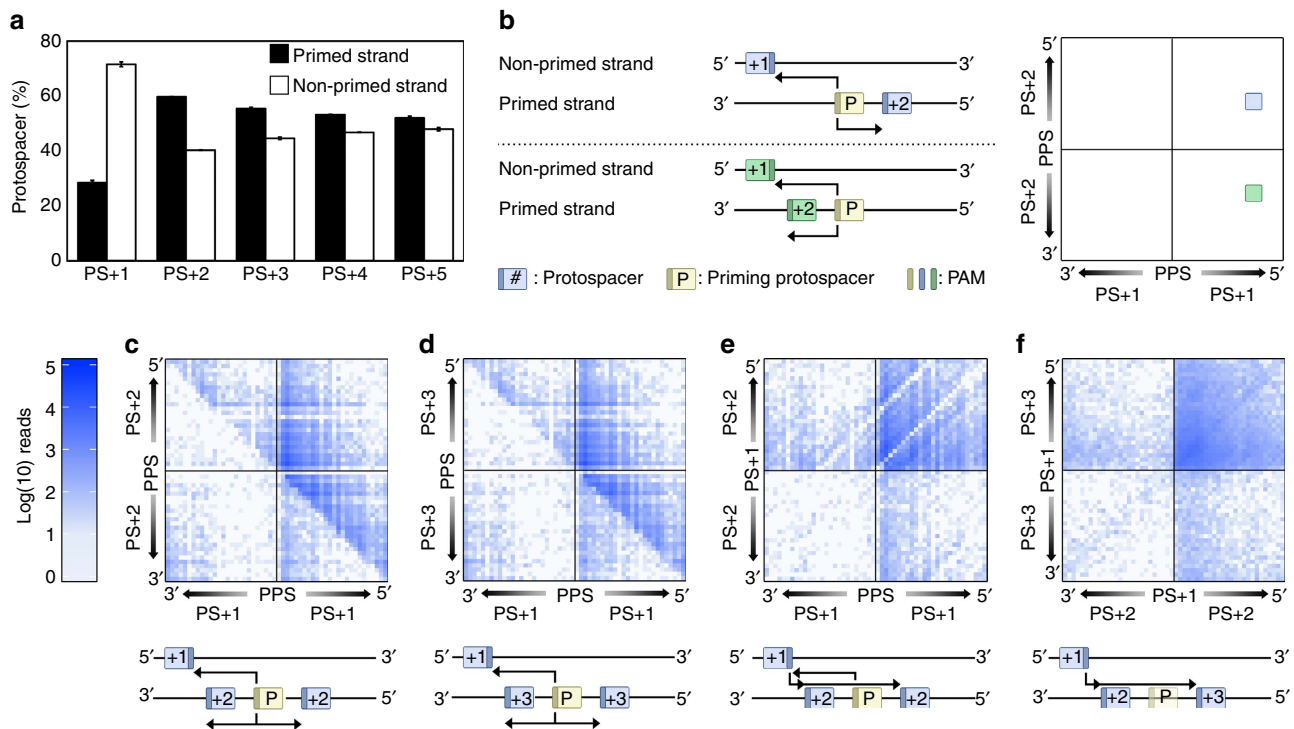 a
80
60
40
20
0
Protospacer (%)
Primed strand
Non-primed strand
PS+1 PS+2 PS+3 PS+4 PS+5
b
Non-primed strand 5′ +1 3′
Primed strand 3′ P +2 5′
Non-primed strand 5′ +1 3′
Primed strand 3′ +2 P 5′
# : Protospacer P : Priming protospacer : PAM
5′
PS+2
PPS
PS+2
3′
3′ PPS 5′
PS+1 PS+1
Log(10) reads
5
4
3
2
1
0
c
5′
PS+2
PPS
PS+2
3′
3′ PPS 5′
PS+1 PS+1
5′ +1 3′
3′ +2 P +2 5′
d
5′
PS+3
PPS
PS+3
3′
3′ PPS 5′
PS+1 PS+1
5′ +1 3′
3′ +3 P +3 5′
e
5′
PS+2
PS+1
PS+2
3′
3′ PPS 5′
PS+1 PS+1
5′ +1 3′
3′ +2 P +2 5′
f
5′
PS+3
PS+1
PS+3
3′
3′ PS+1 5′
PS+2 PS+2
5′ +1 3′
3′ +2 P +3 5′